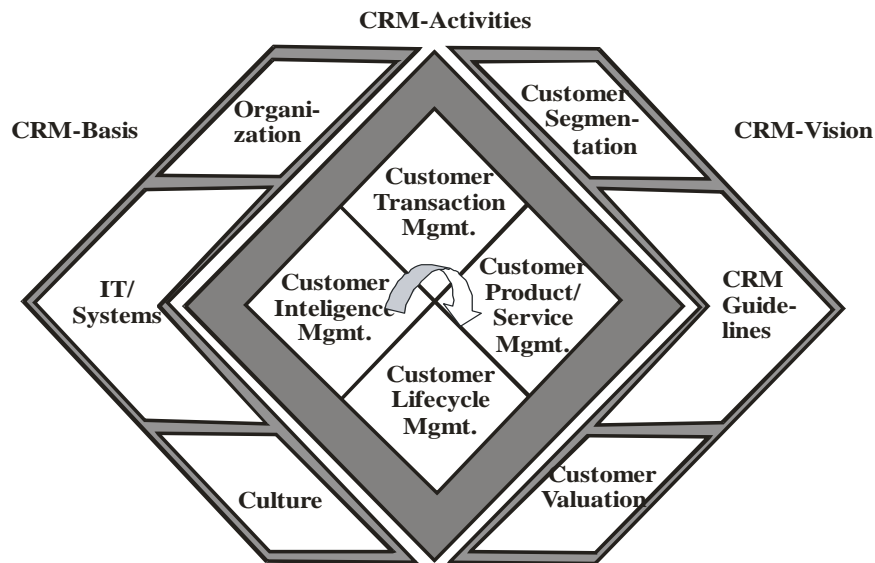 CRM-Activities
CRM-Basis
Organi-
zation
Customer
Segmen-
tation
CRM-Vision
Customer
Transaction
Mgmt.
IT/
Systems
Customer
Inteligence
Mgmt.
Customer
Product/
Service
Mgmt.
CRM
Guide-
lines
Customer
Lifecycle
Mgmt.
Culture
Customer
Valuation